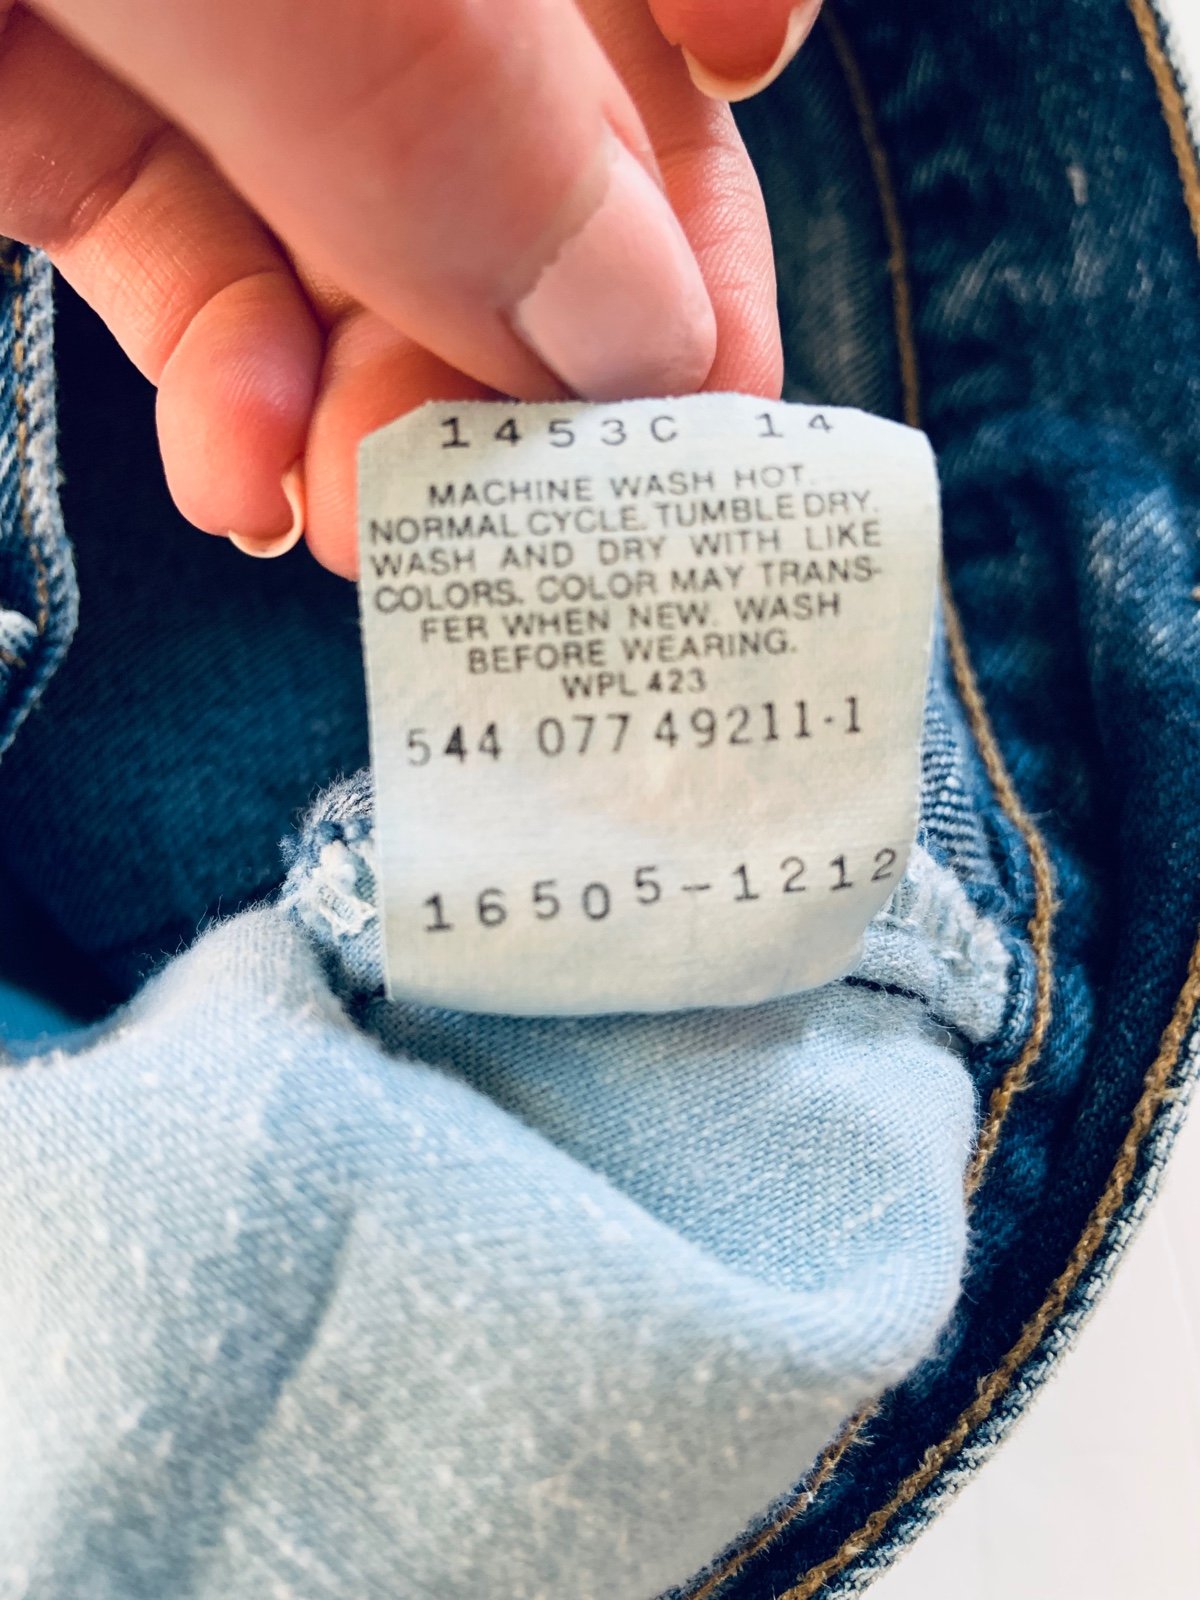 1453C 14
MACHINE WASH HOT.
NORMAL CYCLE. TUMBLE DRY.
WASH AND DRY WITH LIKE
COLORS. COLOR MAY TRANS-
FER WHEN NEW. WASH
BEFORE WEARING.
WPL 423
544 077 49211-1
16505-1212